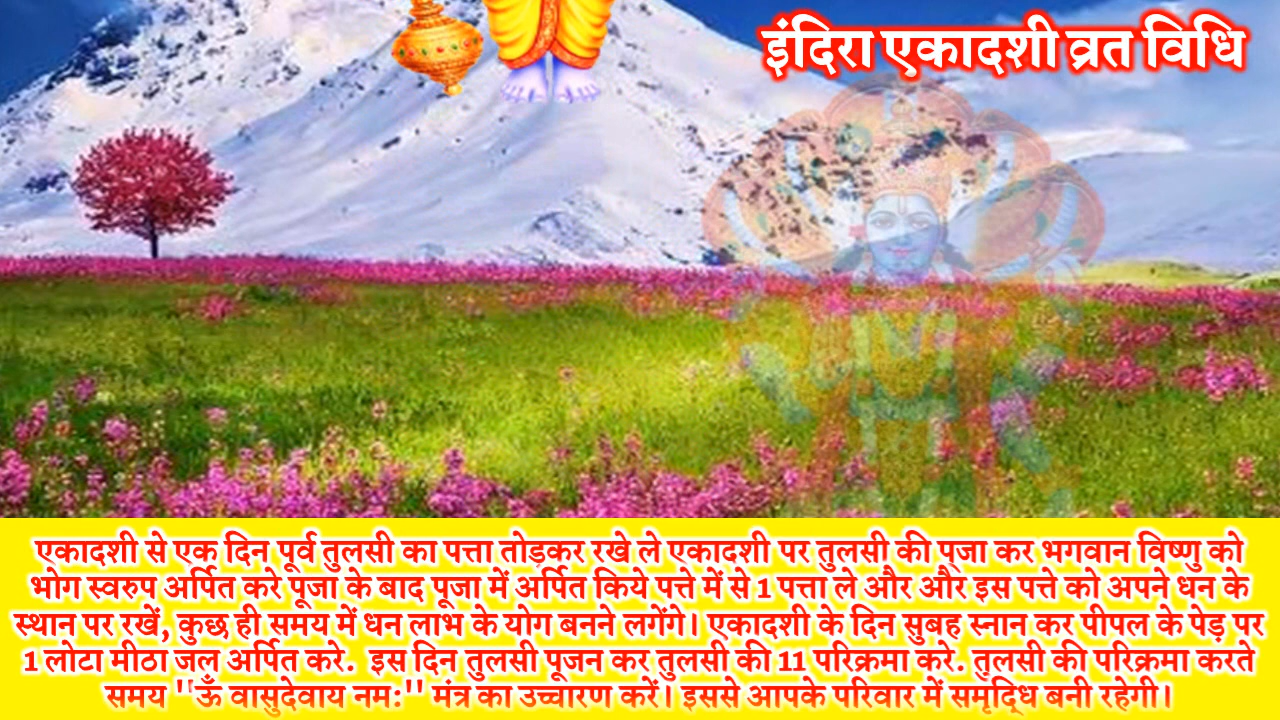 इंदिरा एकादशी व्रत विधि
एकादशी से एक दिन पूर्व तुलसी का पत्ता तोड़कर रखे ले एकादशी पर तुलसी की पूजा कर भगवान विष्णु को
भोग स्वरुप अर्पित करे पूजा के बाद पूजा में अर्पित किये पत्ते में से 1 पत्ता ले और और इस पत्ते को अपने धन के
स्थान पर रखें, कुछ ही समय में धन लाभ के योग बनने लगेंगे। एकादशी के दिन सुबह स्नान कर पीपल के पेड़ पर
1 लोटा मीठा जल अर्पित करे. इस दिन तुलसी पूजन कर तुलसी की 11 परिक्रमा करे. तुलसी की परिक्रमा करते
समय "ॐ वासुदेवाय नमः" मंत्र का उच्चारण करें। इससे आपके परिवार में समृद्धि बनी रहेगी।